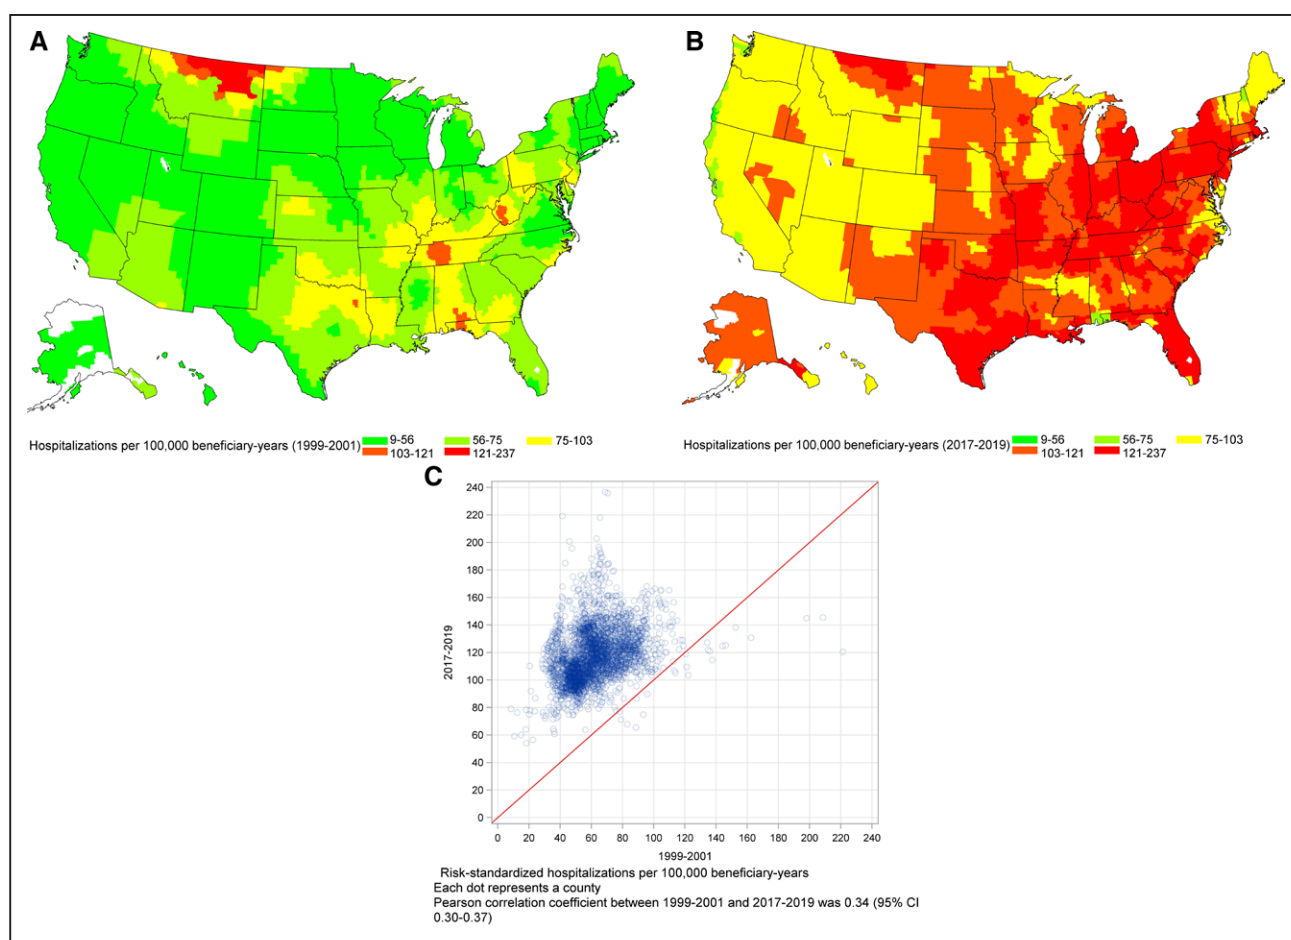 A
B
Hospitalizations per 100,000 beneficiary-years (1999-2001) 9-56 56-75 75-103
103-121 121-237
Hospitalizations per 100,000 beneficiary-years (2017-2019) 9-56 56-75 75-103
103-121 121-237
C
240
220
200
180
160
140
120
100
80
60
40
20
0
2017-2019
0 20 40 60 80 100 120 140 160 180 200 220 240
1999-2001
Risk-standardized hospitalizations per 100,000 beneficiary-years
Each dot represents a county
Pearson correlation coefficient between 1999-2001 and 2017-2019 was 0.34 (95% CI
0.30-0.37)